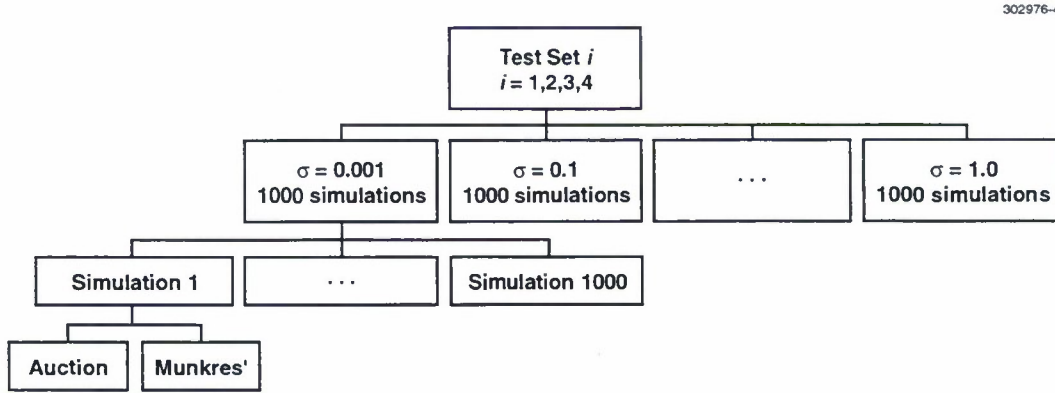 302976-4
Test Set i
i = 1,2,3,4
σ = 0.001
1000 simulations
σ = 0.1
1000 simulations
...
σ = 1.0
1000 simulations
Simulation 1
...
Simulation 1000
Auction
Munkres'